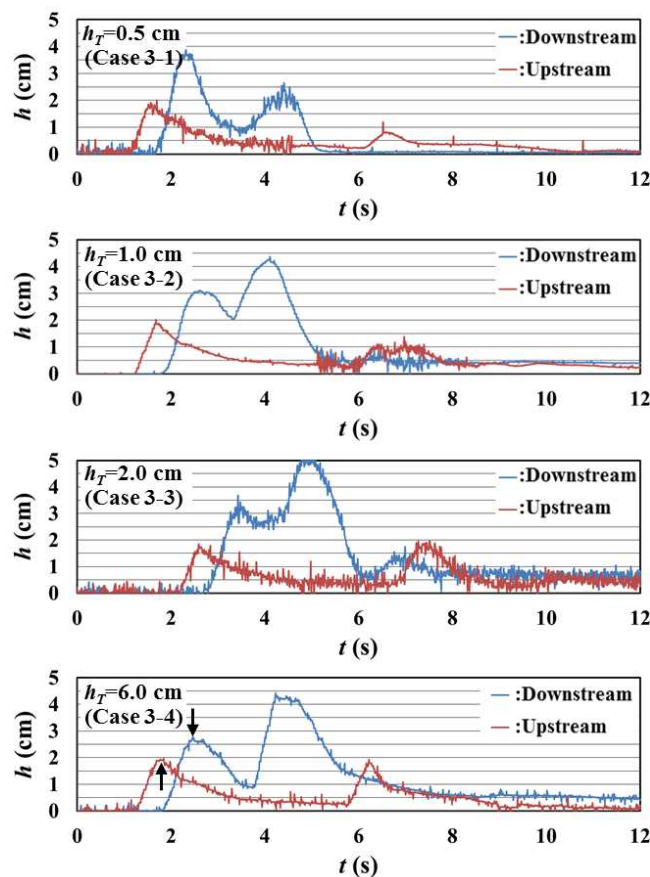 5
4
3
2
1
0
h (cm)
h_T=0.5 cm
(Case 3-1)
:Downstream
:Upstream
0 2 4 6 8 10 12
t (s)
5
4
3
2
1
0
h (cm)
h_T=1.0 cm
(Case 3-2)
:Downstream
:Upstream
0 2 4 6 8 10 12
t (s)
5
4
3
2
1
0
h (cm)
h_T=2.0 cm
(Case 3-3)
:Downstream
:Upstream
0 2 4 6 8 10 12
t (s)
5
4
3
2
1
0
h (cm)
h_T=6.0 cm
(Case 3-4)
:Downstream
:Upstream
0 2 4 6 8 10 12
t (s)